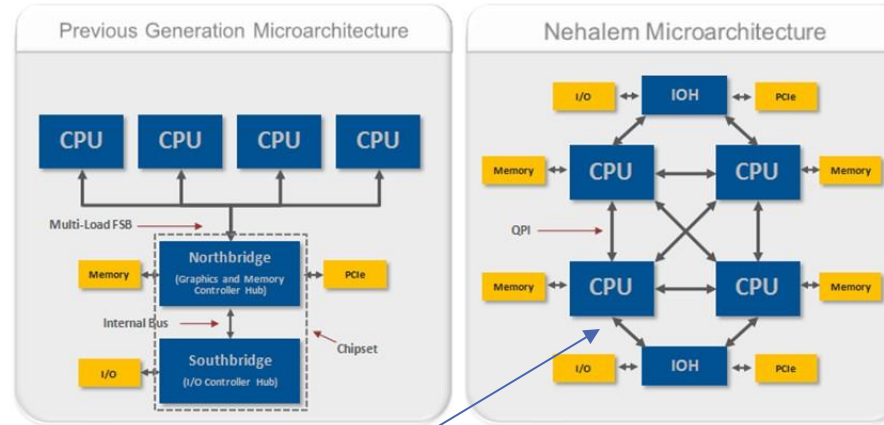 Previous Generation Microarchitecture
CPU
CPU
CPU
CPU
Multi-Load FSB
Northbridge
(Graphics and Memory
Controller Hub)
Memory
PCIe
Internal Bus
Chipset
Southbridge
(I/O Controller Hub)
I/O
Nehalem Microarchitecture
I/O
IOH
PCIe
Memory
CPU
CPU
Memory
QPI
Memory
CPU
CPU
Memory
I/O
IOH
PCIe